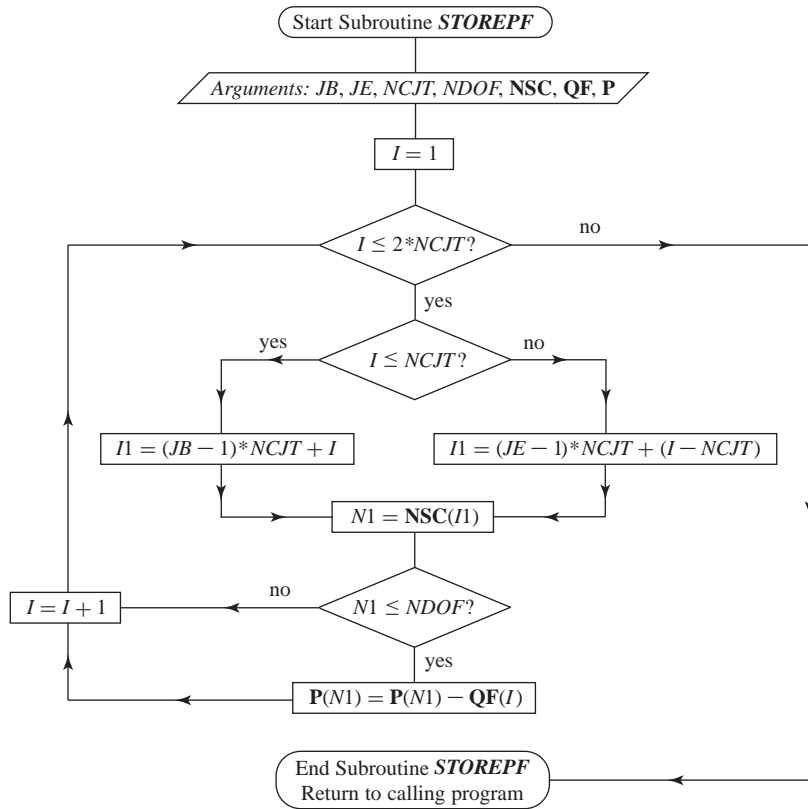 Start Subroutine STOREPF
Arguments: JB, JE, NCJT, NDOF, NSC, QF, P
I = 1
I ≤ 2*NCJT?
no
yes
I ≤ NCJT?
yes
no
I1 = (JB − 1)*NCJT + I
I1 = (JE − 1)*NCJT + (I − NCJT)
N1 = NSC(I1)
N1 ≤ NDOF?
no
I = I + 1
yes
P(N1) = P(N1) − QF(I)
End Subroutine STOREPF
Return to calling program